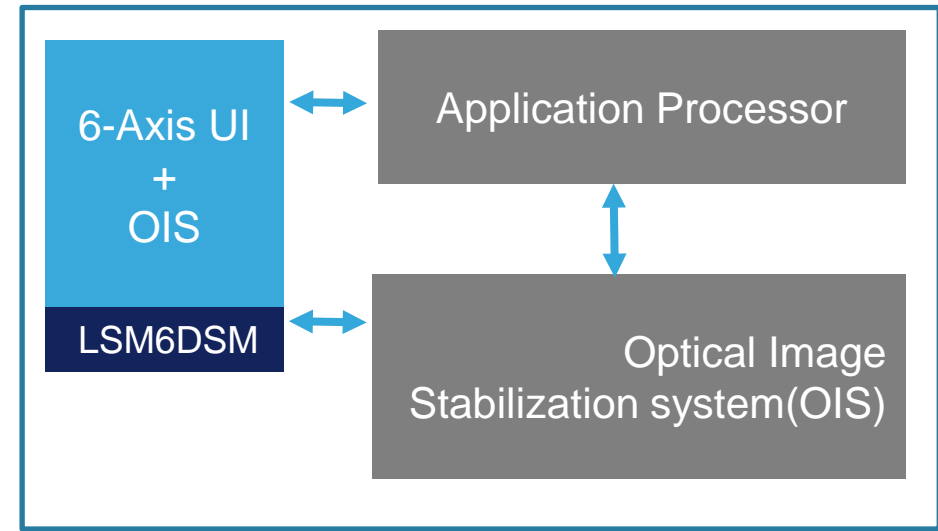 6-Axis UI
+
OIS
LSM6DSM
Application Processor
Optical Image
Stabilization system(OIS)